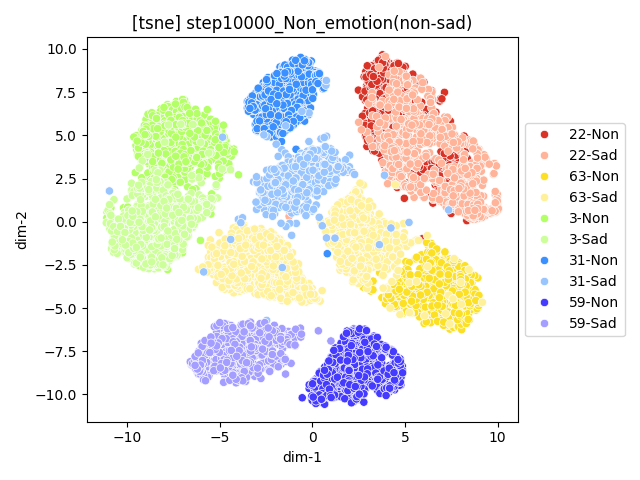 [tsne] step10000_Non_emotion(non-sad)
10.0
7.5
5.0
2.5
0.0
−2.5
−5.0
−7.5
−10.0
dim-2
−10
−5
0
5
10
dim-1
22-Non
22-Sad
63-Non
63-Sad
3-Non
3-Sad
31-Non
31-Sad
59-Non
59-Sad